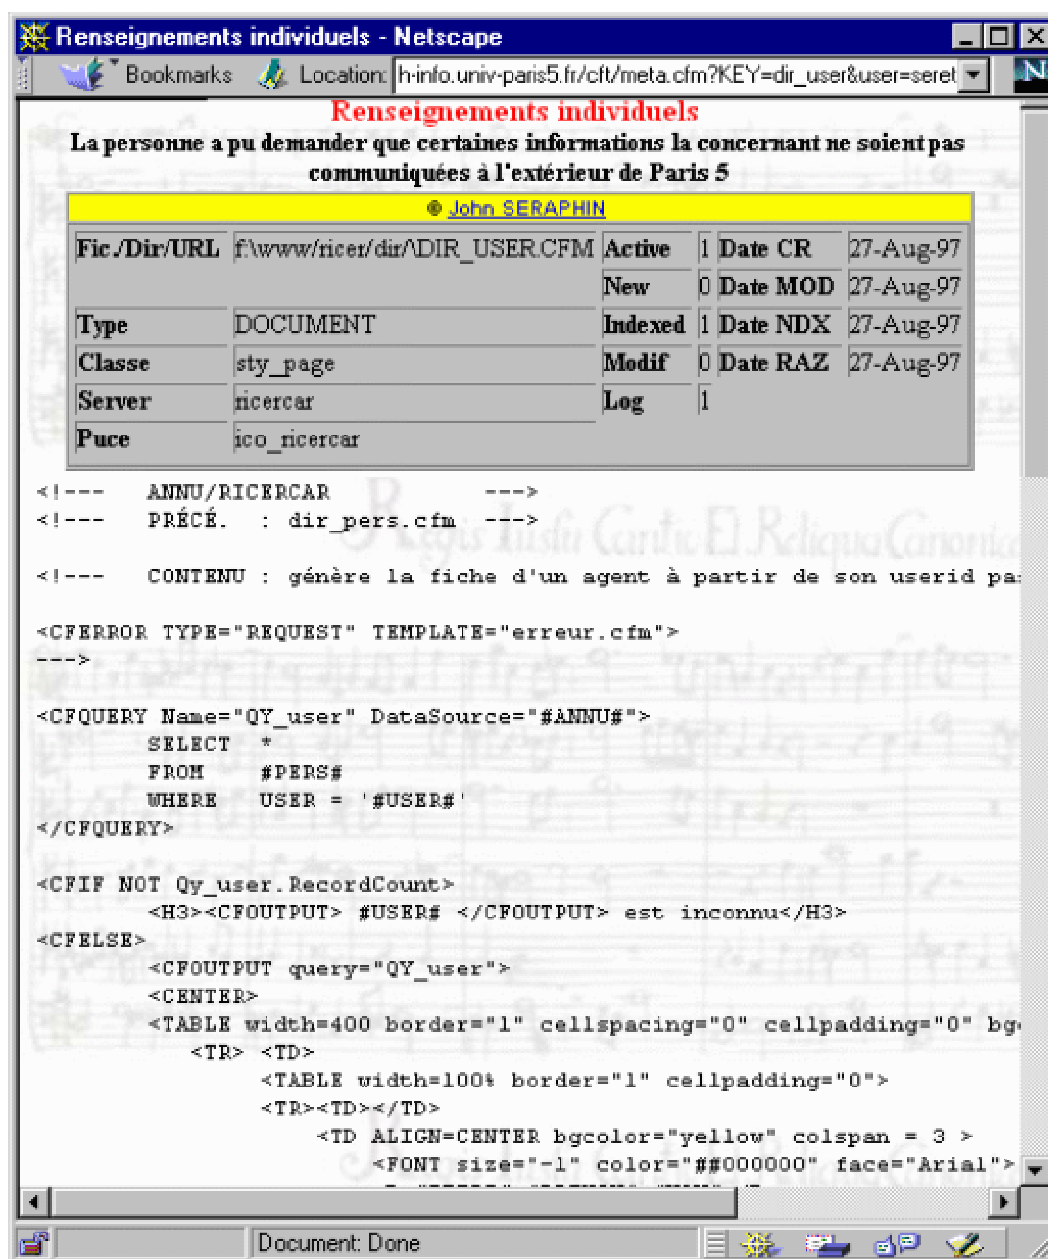 Renseignements individuels - Netscape
Bookmarks Location: h-info.univ-paris5.fr/cft/meta.cfm?KEY=dir_user&user=seret N
Renseignements individuels
La personne a pu demander que certaines informations la concernant ne soient pas
communiquées à l'extérieur de Paris 5
John SERAPHIN
Fic./Dir/URL f:\www/ricer/dir/\DIR_USER.CFM Active 1 Date CR 27-Aug-97
New 0 Date MOD 27-Aug-97
Type DOCUMENT Indexed 1 Date NDX 27-Aug-97
Classe sty_page Modif 0 Date RAZ 27-Aug-97
Server ricercar Log 1
Puce ico_ricercar
<!--- ANNU/RICERCAR --->
<!--- PRÉCÉ. : dir_pers.cfm --->
Regis Iussu Cantio Et Reliqua Canonica
<!--- CONTENU : génère la fiche d'un agent à partir de son userid pa
<CFERROR TYPE="REQUEST" TEMPLATE="erreur.cfm">
--->
<CFQUERY Name="QY_user" DataSource="#ANNU#">
SELECT *
FROM #PERS#
WHERE USER = '#USER#'
</CFQUERY>
<CFIF NOT Qy_user.RecordCount>
<H3><CFOUTPUT> #USER# </CFOUTPUT> est inconnu</H3>
<CFELSE>
<CFOUTPUT query="QY_user">
<CENTER>
<TABLE width=400 border="1" cellspacing="0" cellpadding="0" bg
<TR> <TD>
<TABLE width=100% border="1" cellpadding="0">
<TR><TD></TD>
<TD ALIGN=CENTER bgcolor="yellow" colspan = 3 >
<FONT size="-1" color="##000000" face="Arial">
Document: Done